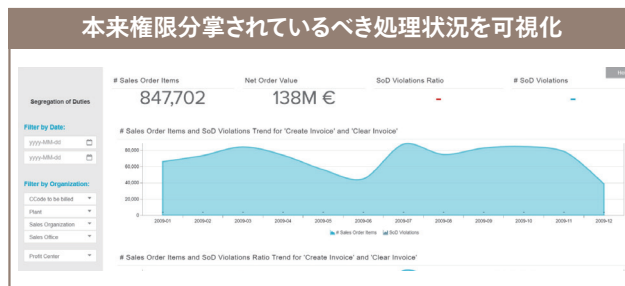 本来権限分掌されているべき処理状況を可視化
Segregation of Duties
Filter by Date:
yyyy-MM-dd
yyyy-MM-dd
Filter by Organization:
CCode to be billed
Plant
Sales Organization
Sales Office
Profit Center
# Sales Order Items
847,702
Net Order Value
138M €
SoD Violations Ratio
-
# SoD Violations
-
# Sales Order Items and SoD Violations Trend for 'Create Invoice' and 'Clear Invoice'
80,000
60,000
40,000
20,000
0
2009-01 2009-02 2009-03 2009-04 2009-05 2009-06 2009-07 2009-08 2009-09 2009-10 2009-11 2009-12
# Sales Order Items SoD Violations
# Sales Order Items and SoD Violations Ratio Trend for 'Create Invoice' and 'Clear Invoice'